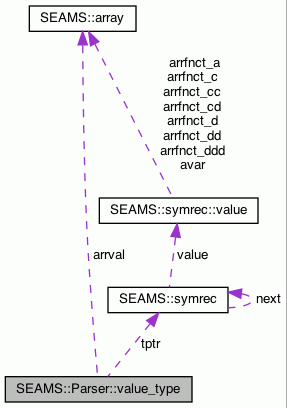 SEAMS::array
arrfnct_a
arrfnct_c
arrfnct_cc
arrfnct_cd
arrfnct_d
arrfnct_dd
arrfnct_ddd
avar
SEAMS::symrec::value
arrval
value
SEAMS::symrec
next
tptr
SEAMS::Parser::value_type